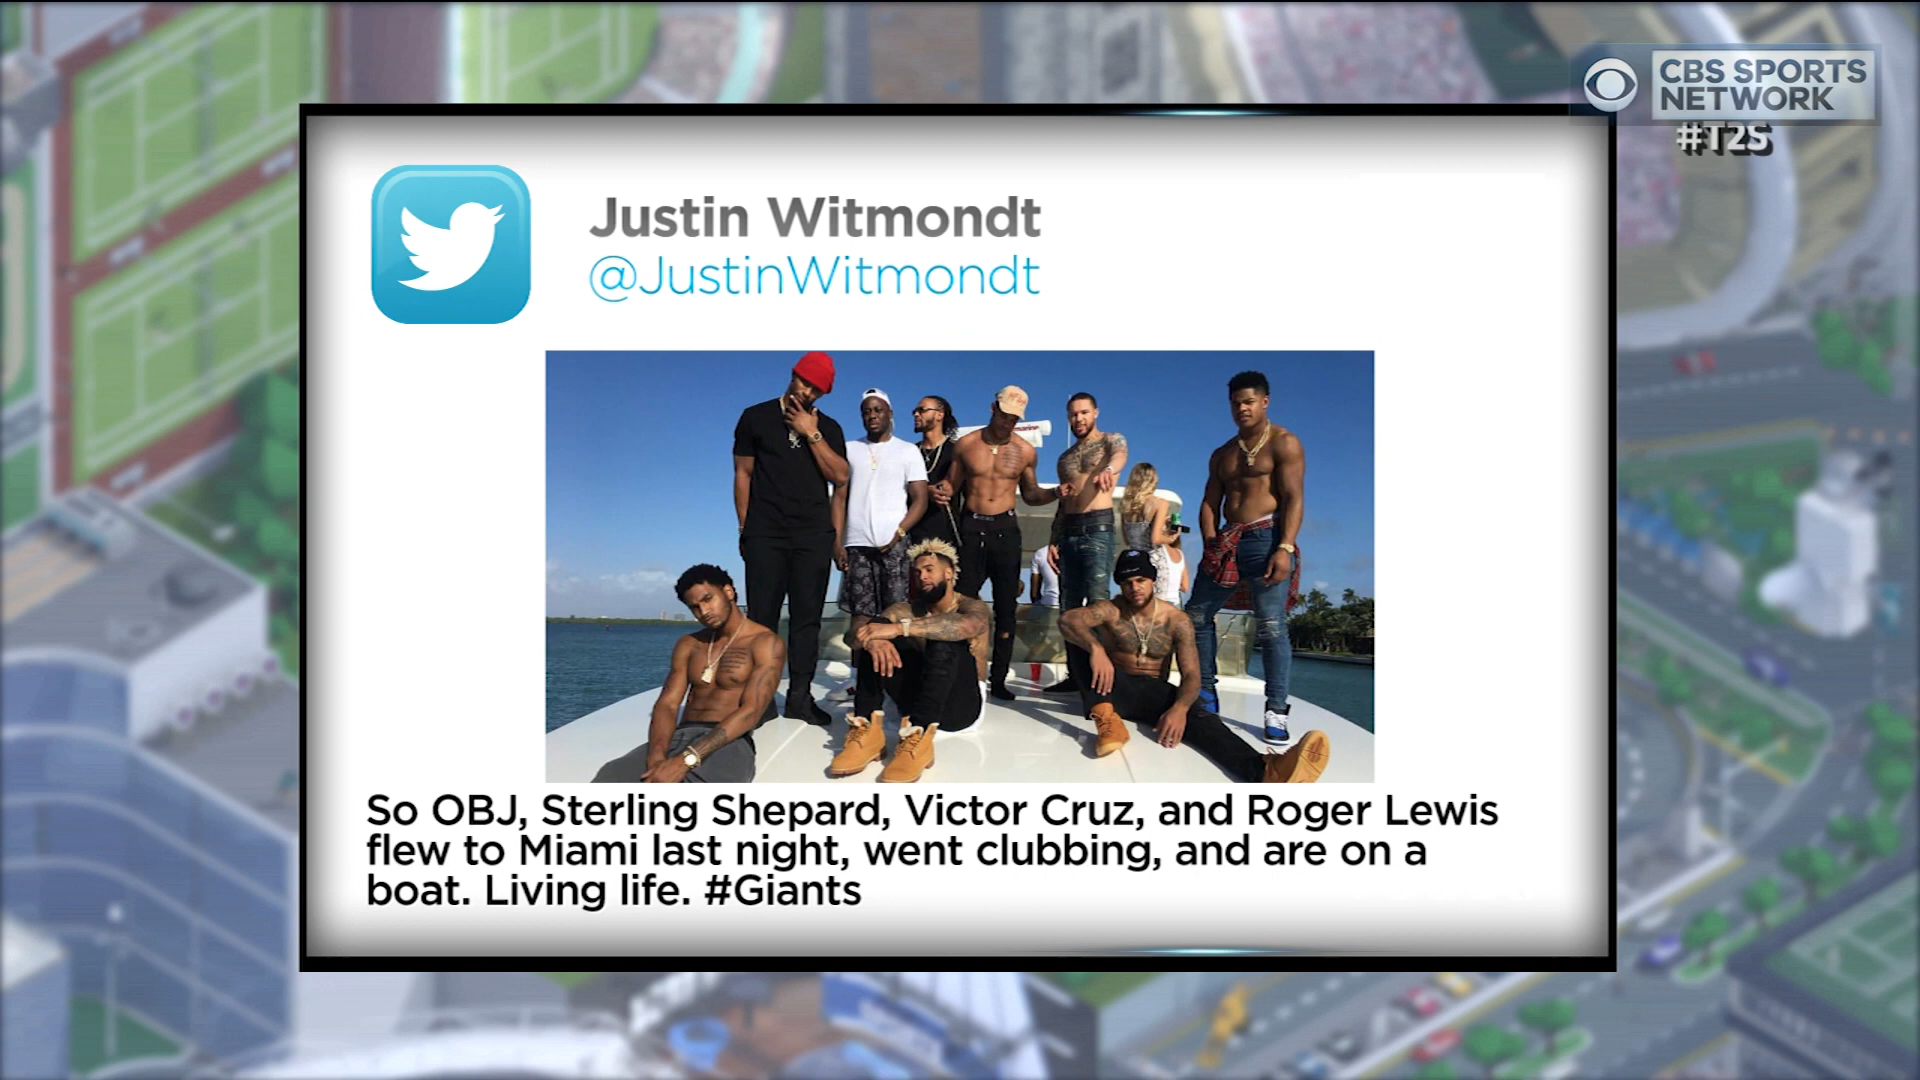 CBS SPORTS
NETWORK
#T2S
Justin Witmondt
@JustinWitmondt
So OBJ, Sterling Shepard, Victor Cruz, and Roger Lewis
flew to Miami last night, went clubbing, and are on a
boat. Living life. #Giants